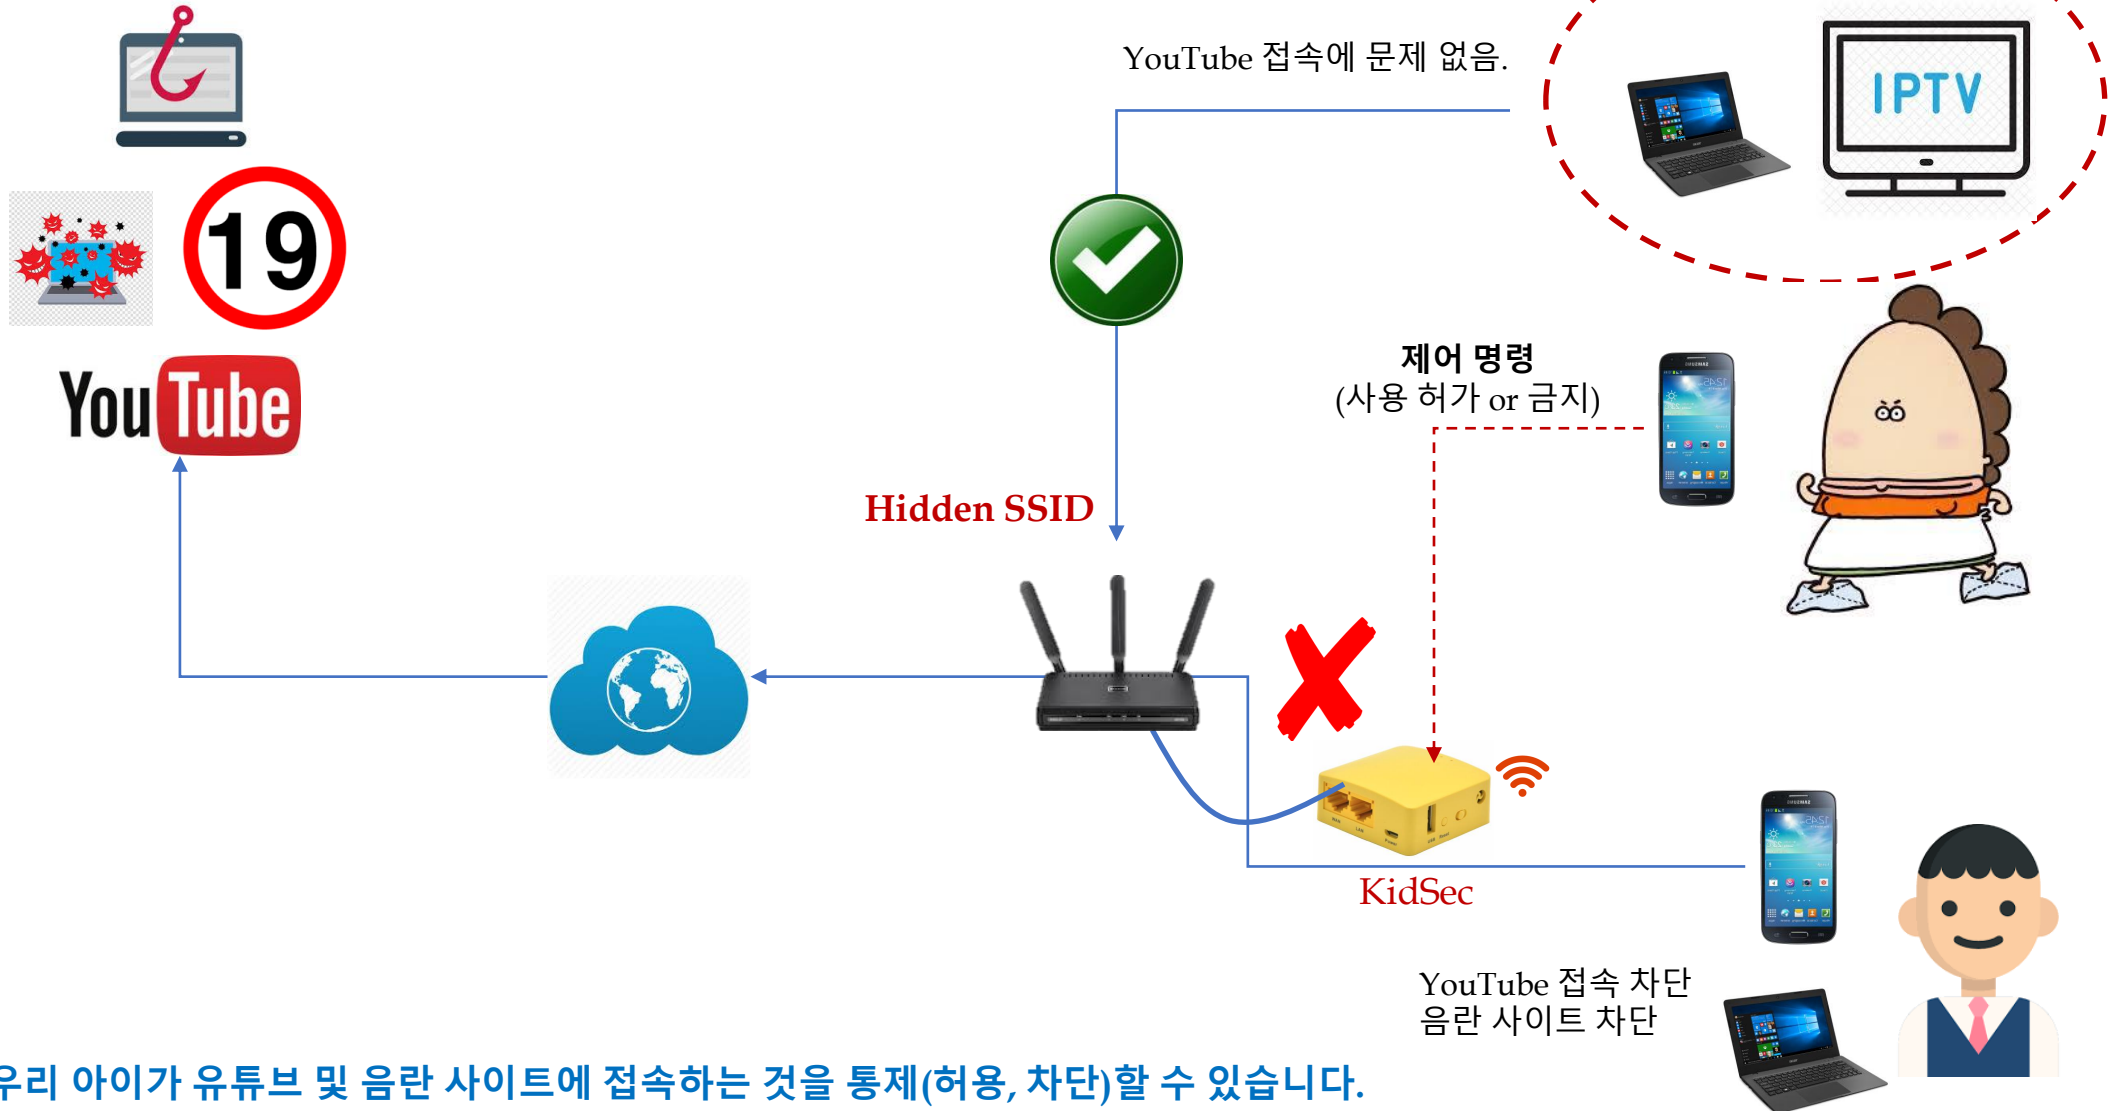 YouTube 접속에 문제 없음.
IPTV
19
YouTube
제어 명령
(사용 허가 or 금지)
Hidden SSID
KidSec
YouTube 접속 차단
음란 사이트 차단
우리 아이가 유튜브 및 음란 사이트에 접속하는 것을 통제(허용, 차단)할 수 있습니다.